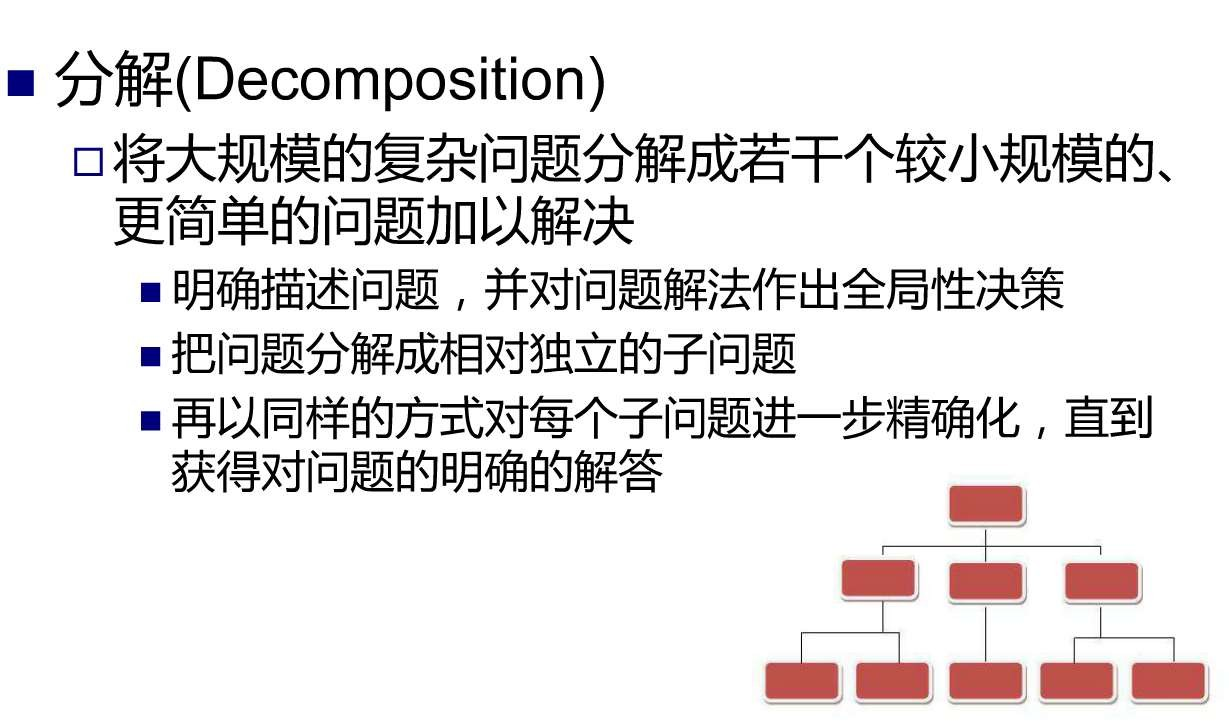 分解(Decomposition)
将大规模的复杂问题分解成若干个较小规模的、
更简单的问题加以解决
明确描述问题，并对问题解法作出全局性决策
把问题分解成相对独立的子问题
再以同样的方式对每个子问题进一步精确化，直到
获得对问题的明确的解答